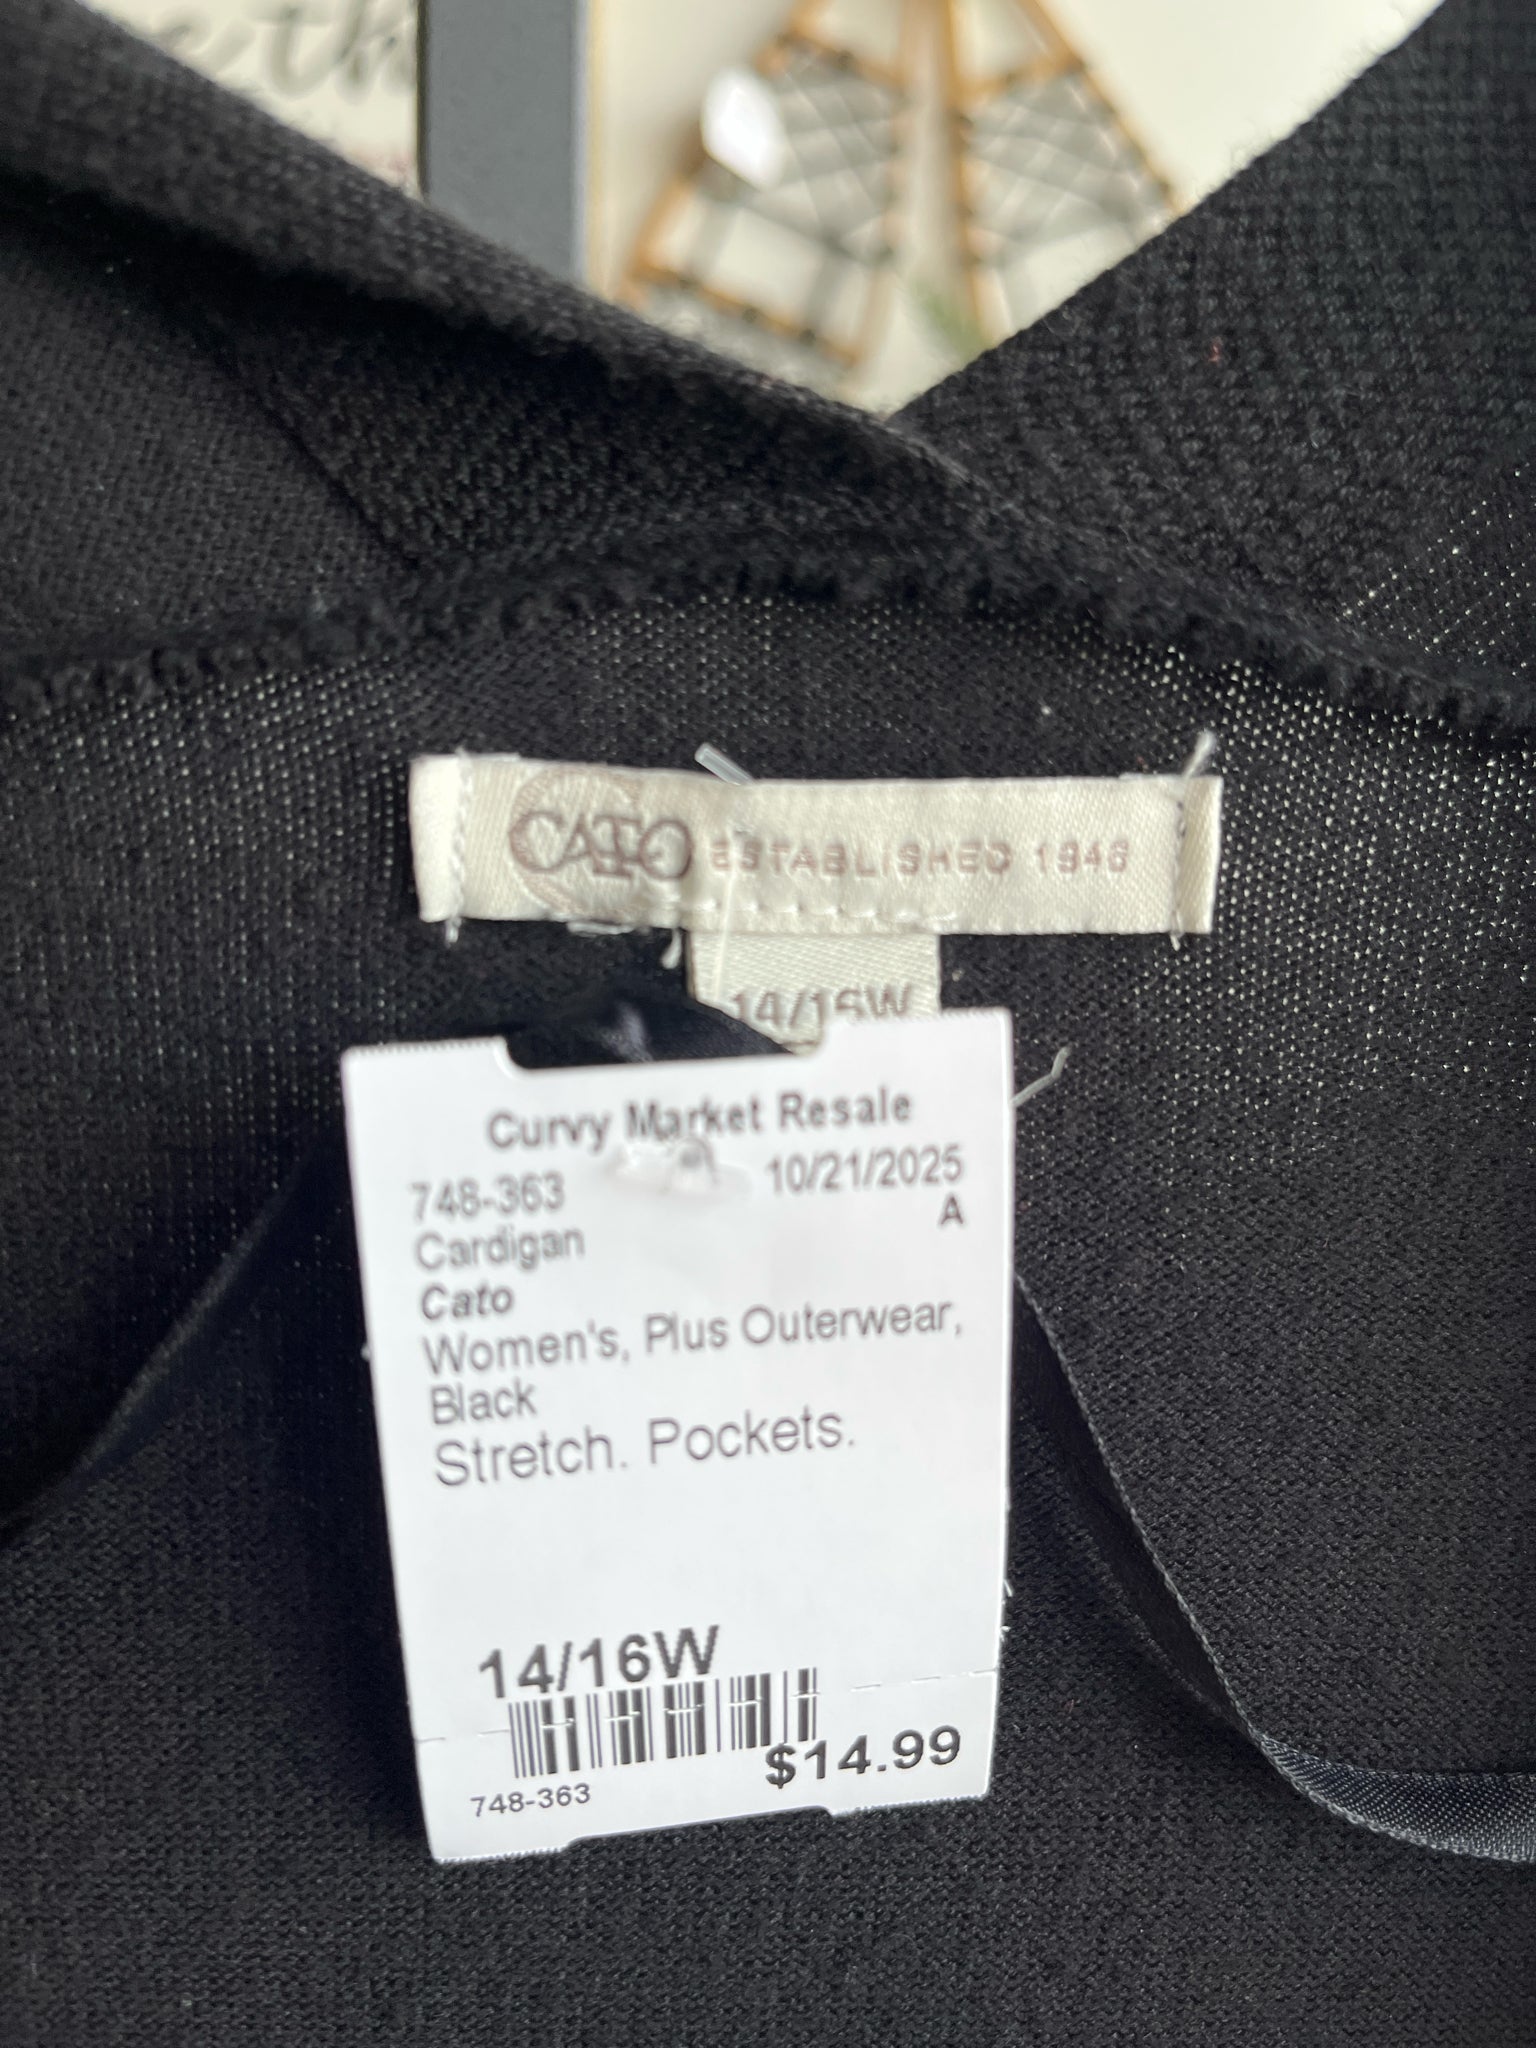 CATO ESTABLISHED 1946
14/16W
Curvy Market Resale
748-363 10/21/2025
A
Cardigan
Cato
Women's, Plus Outerwear,
Black
Stretch. Pockets.
14/16W
$14.99
748-363